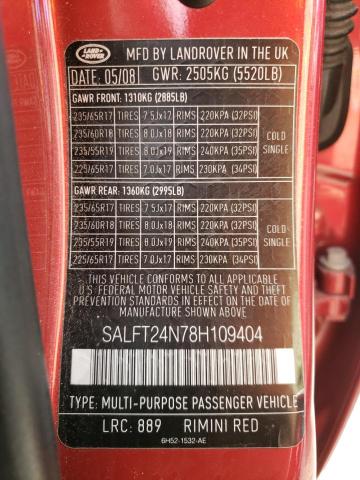 LAND ROVER
MFD BY LANDROVER IN THE UK
DATE: 05/08 GWR: 2505KG (5520LB)
GAWR FRONT: 1310KG (2885LB)
235/65R17 TIRES 7.5Jx17 RIMS 220KPA (32PSI)
235/60R18 TIRES 8.0Jx18 RIMS 220KPA (32PSI)
235/55R19 TIRES 8.0Jx19 RIMS 240KPA (35PSI)
225/65R17 TIRES 7.0Jx17 RIMS 230KPA (34PSI)
COLD SINGLE
GAWR REAR: 1360KG (2995LB)
235/65R17 TIRES 7.5Jx17 RIMS 220KPA (32PSI)
235/60R18 TIRES 8.0Jx18 RIMS 220KPA (32PSI)
235/55R19 TIRES 8.0Jx19 RIMS 240KPA (35PSI)
225/65R17 TIRES 7.0Jx17 RIMS 230KPA (34PSI)
COLD SINGLE
THIS VEHICLE CONFORMS TO ALL APPLICABLE
U.S. FEDERAL MOTOR VEHICLE SAFETY AND THEFT
PREVENTION STANDARDS IN EFFECT ON THE DATE OF
MANUFACTURE SHOWN ABOVE.
SALFT24N78H109404
TYPE: MULTI-PURPOSE PASSENGER VEHICLE
LRC: 889 RIMINI RED
6H52-1532-AE